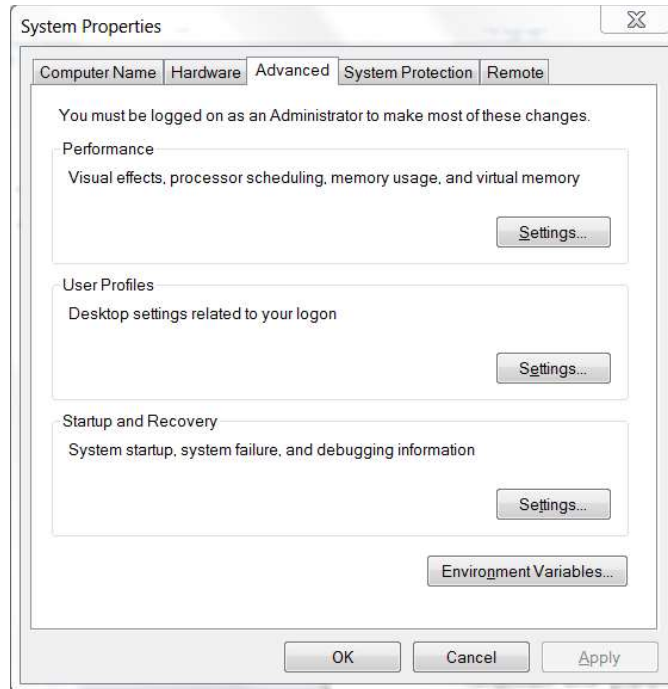 System Properties
Computer Name Hardware Advanced System Protection Remote
You must be logged on as an Administrator to make most of these changes.
Performance
Visual effects, processor scheduling, memory usage, and virtual memory
Settings...
User Profiles
Desktop settings related to your logon
Settings...
Startup and Recovery
System startup, system failure, and debugging information
Settings...
Environment Variables...
OK Cancel Apply